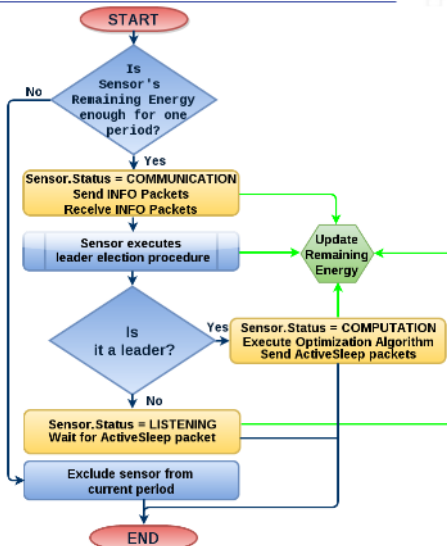 START
Is
Sensor's
Remaining Energy
enough for one
period?
No
Yes
Sensor.Status = COMMUNICATION
Send INFO Packets
Receive INFO Packets
Sensor executes
leader election procedure
Update
Remaining
Energy
Is
it a leader?
Yes
Sensor.Status = COMPUTATION
Execute Optimization Algorithm
Send ActiveSleep packets
No
Sensor.Status = LISTENING
Wait for ActiveSleep packet
Exclude sensor from
current period
END